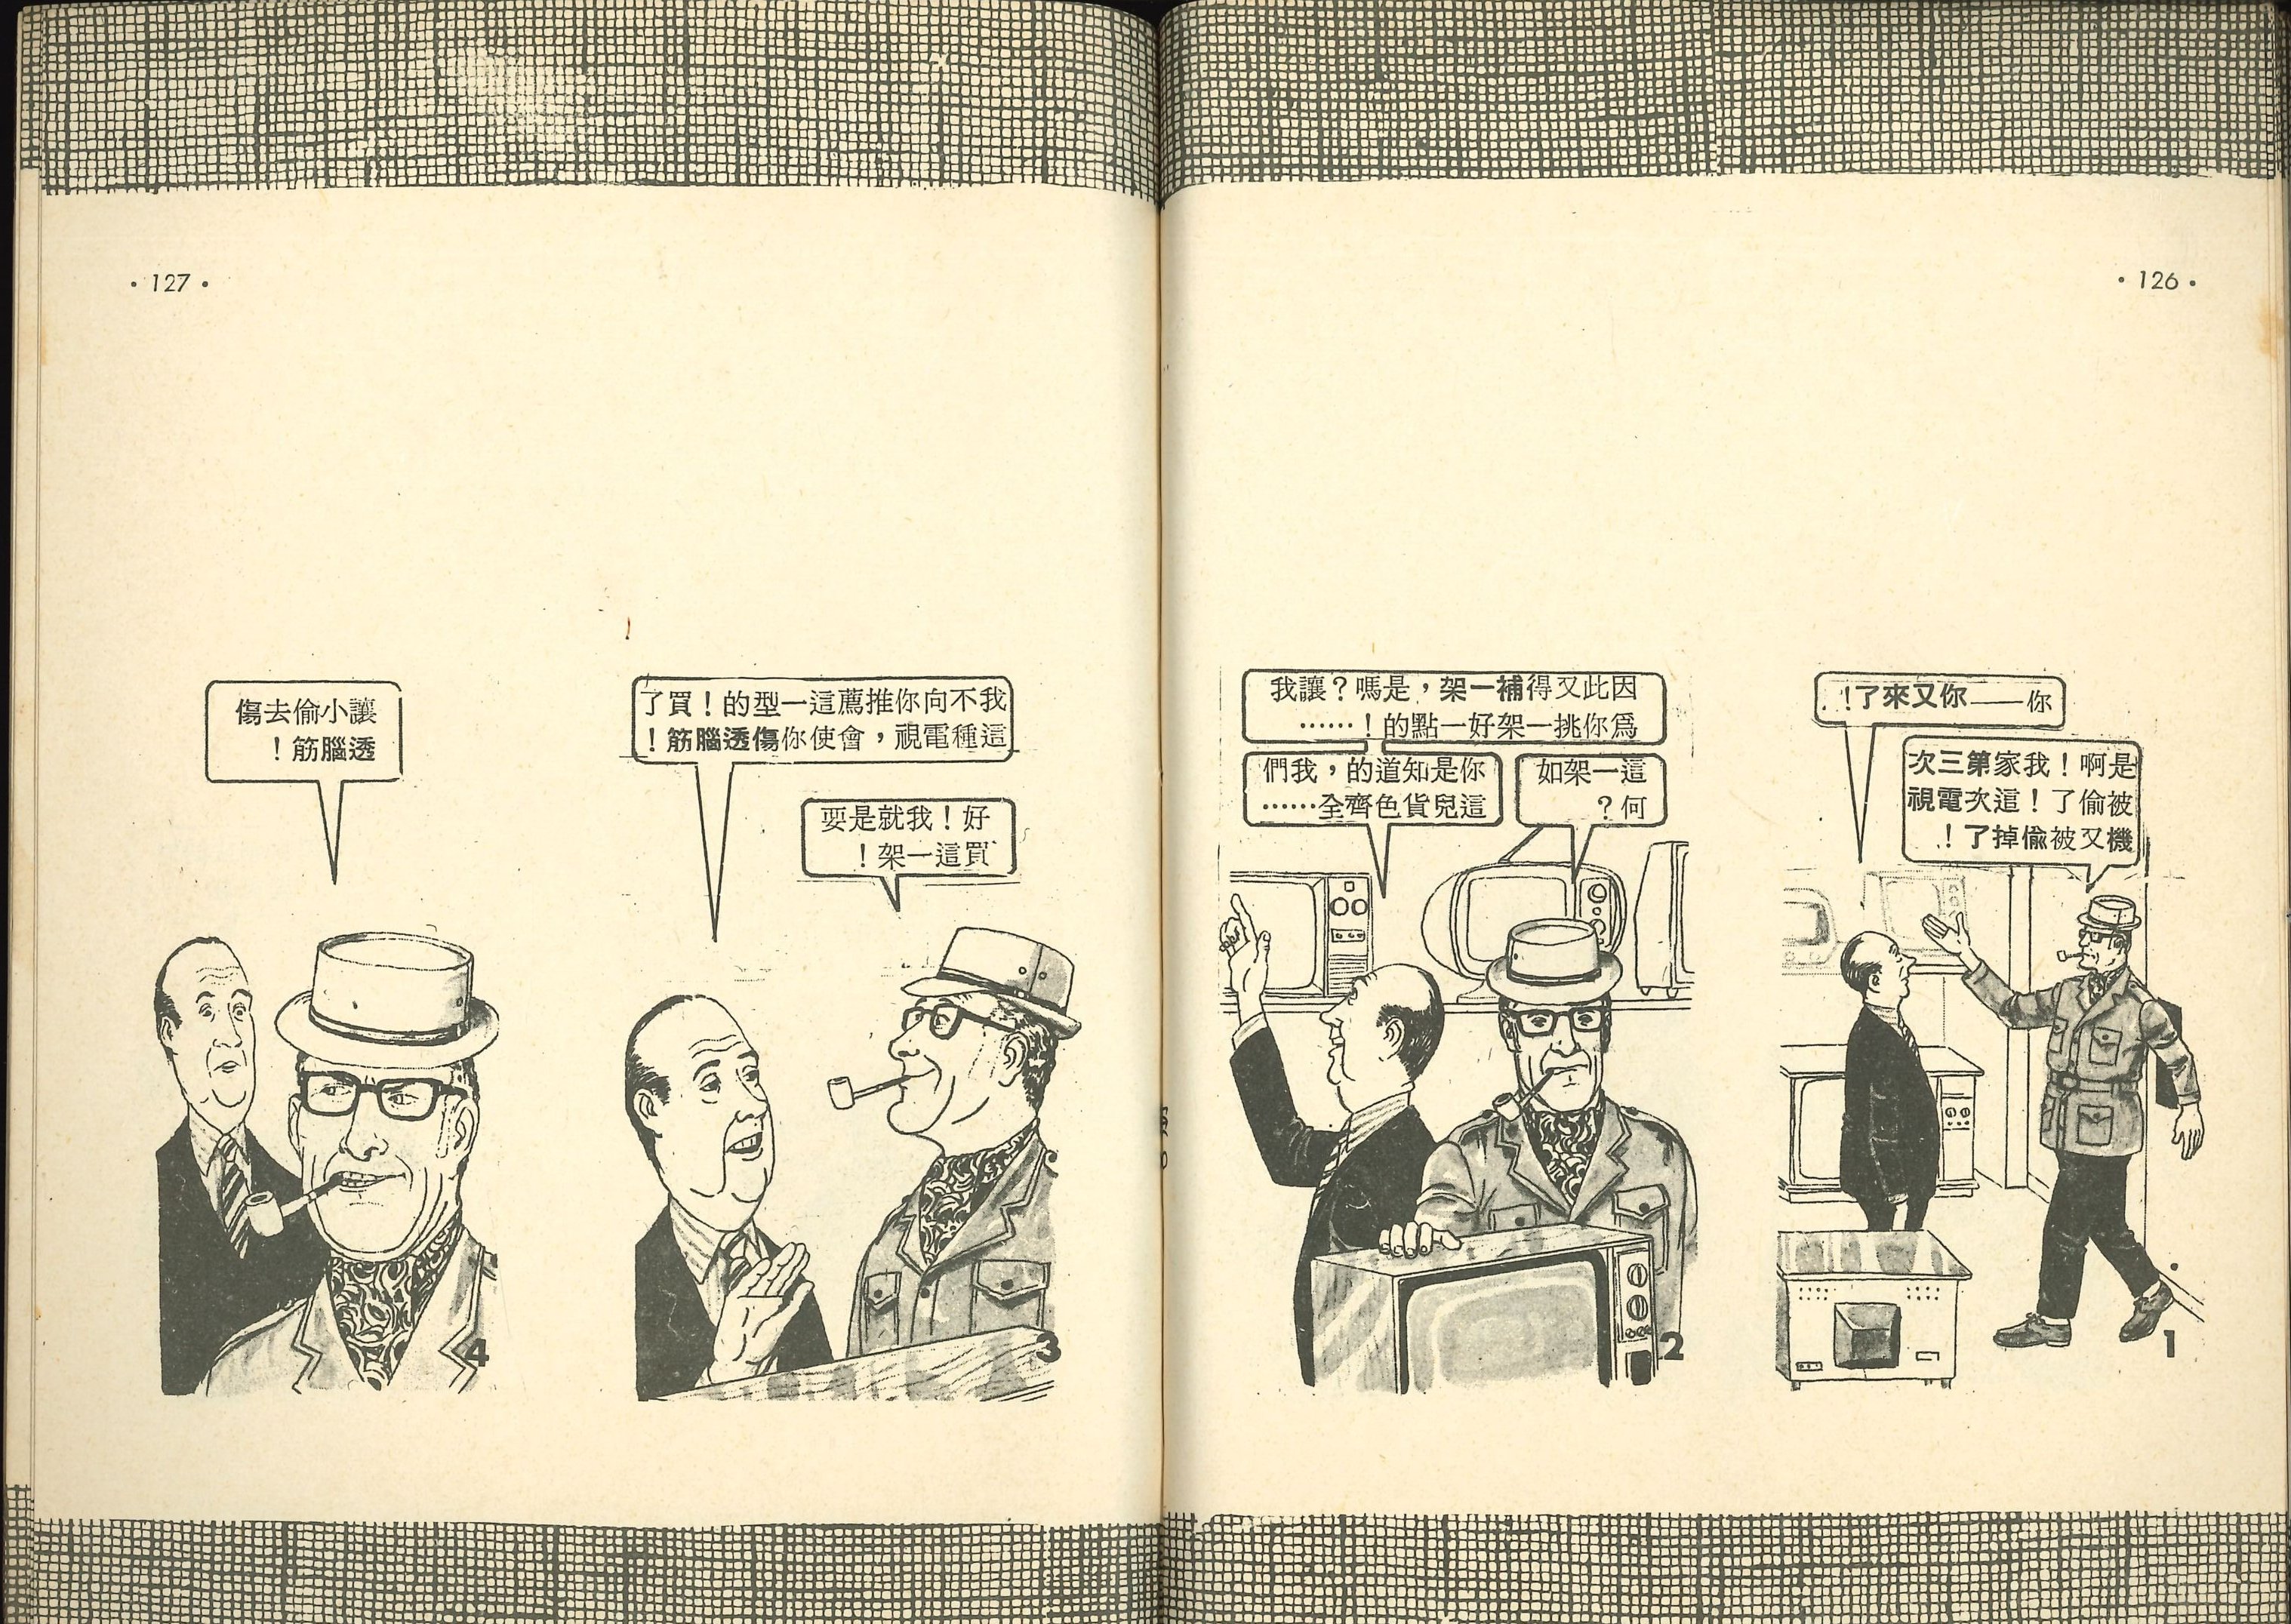 ·126·
你——你又來了！
是啊！我家第三次
被偷了！這次電視
機又被偷掉了！
1
因此又得補一架，是嗎？讓我
爲你挑一架好一點的！……
這一架如
何？
你是知道的，我們
這兒貨色齊全……
2
·127·
我不向你推薦這一型的！買了
這種電視，會使你傷透腦筋！
好！我就是要
買這一架！
3
讓小偷去傷
透腦筋！
4